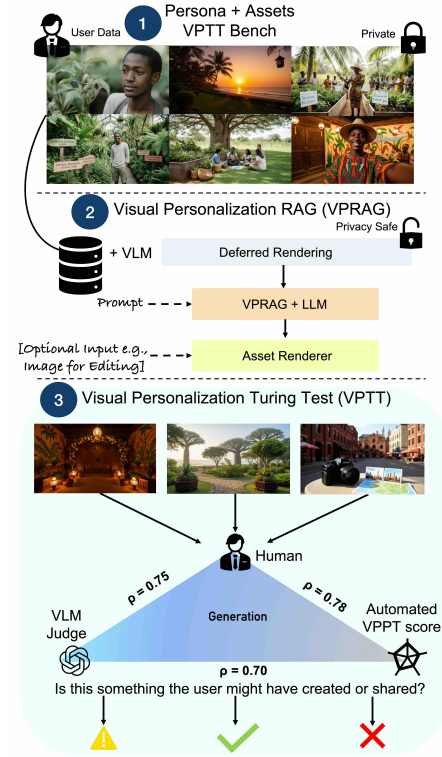 1
Persona + Assets
VPTT Bench
User Data
Private
2
Visual Personalization RAG (VPRAG)
Privacy Safe
+ VLM
Deferred Rendering
Prompt
VPRAG + LLM
[Optional Input e.g.,
Image for Editing]
Asset Renderer
3
Visual Personalization Turing Test (VPTT)
Human
ρ = 0.75
ρ = 0.78
Generation
VLM
Judge
Automated
VPPT score
ρ = 0.70
Is this something the user might have created or shared?